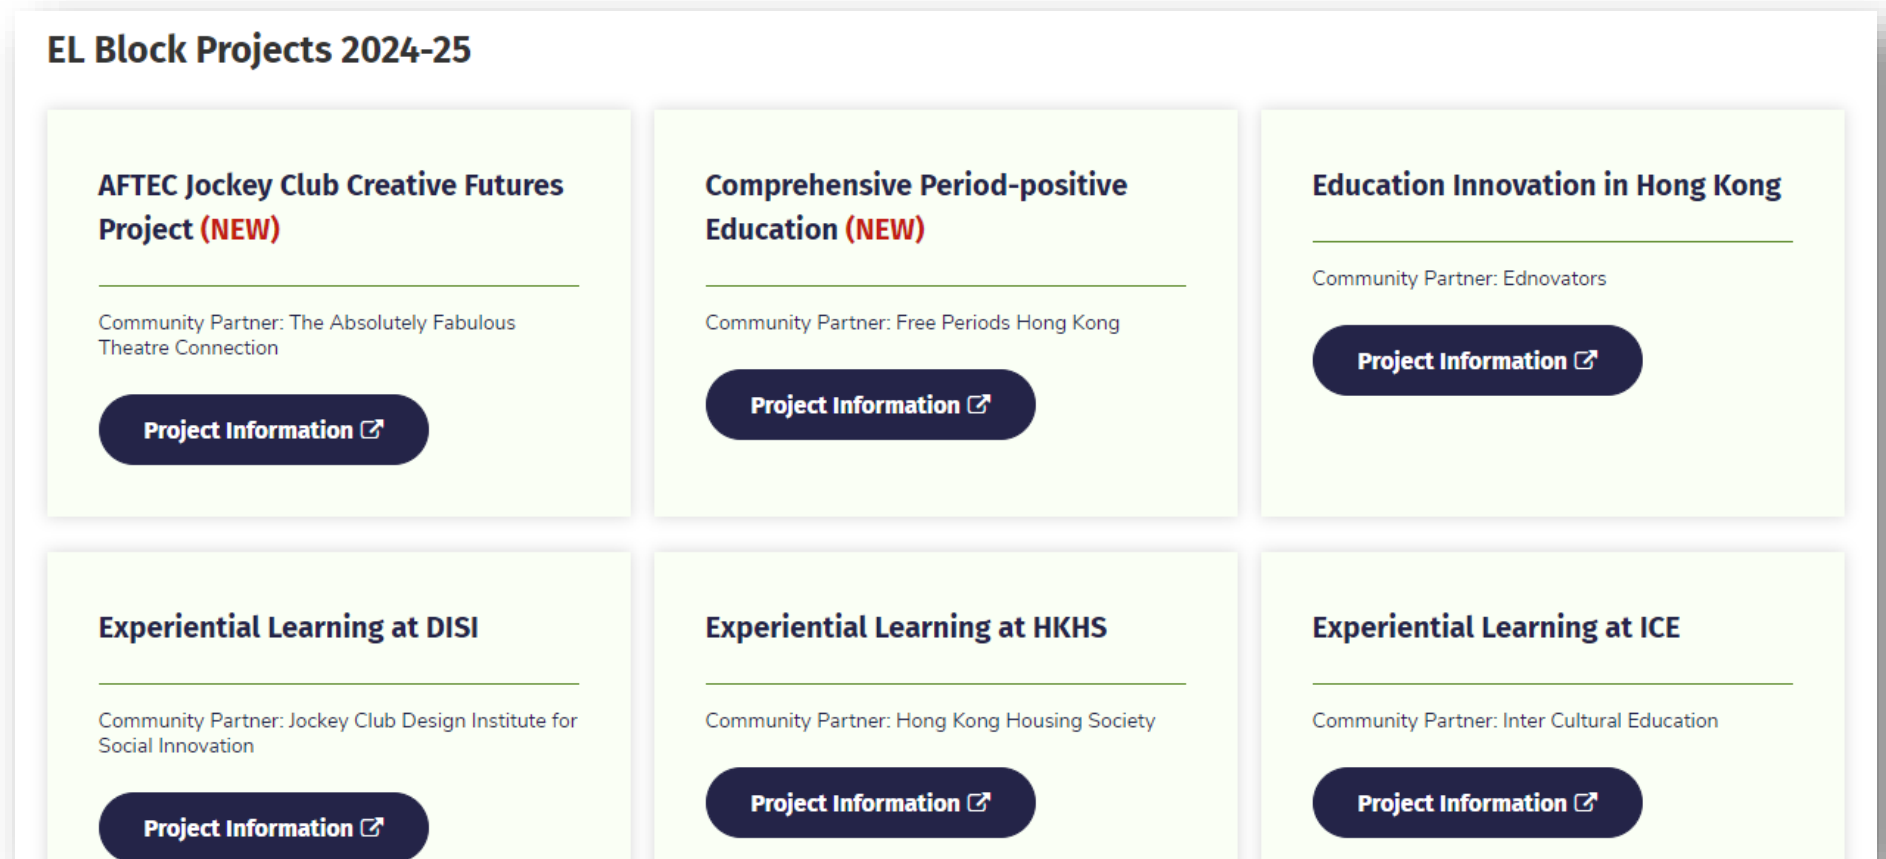 EL Block Projects 2024-25
AFTEC Jockey Club Creative Futures
Project (NEW)
Community Partner: The Absolutely Fabulous
Theatre Connection
Project Information
Comprehensive Period-positive
Education (NEW)
Community Partner: Free Periods Hong Kong
Project Information
Education Innovation in Hong Kong
Community Partner: Ednovators
Project Information
Experiential Learning at DISI
Community Partner: Jockey Club Design Institute for
Social Innovation
Project Information
Experiential Learning at HKHS
Community Partner: Hong Kong Housing Society
Project Information
Experiential Learning at ICE
Community Partner: Inter Cultural Education
Project Information